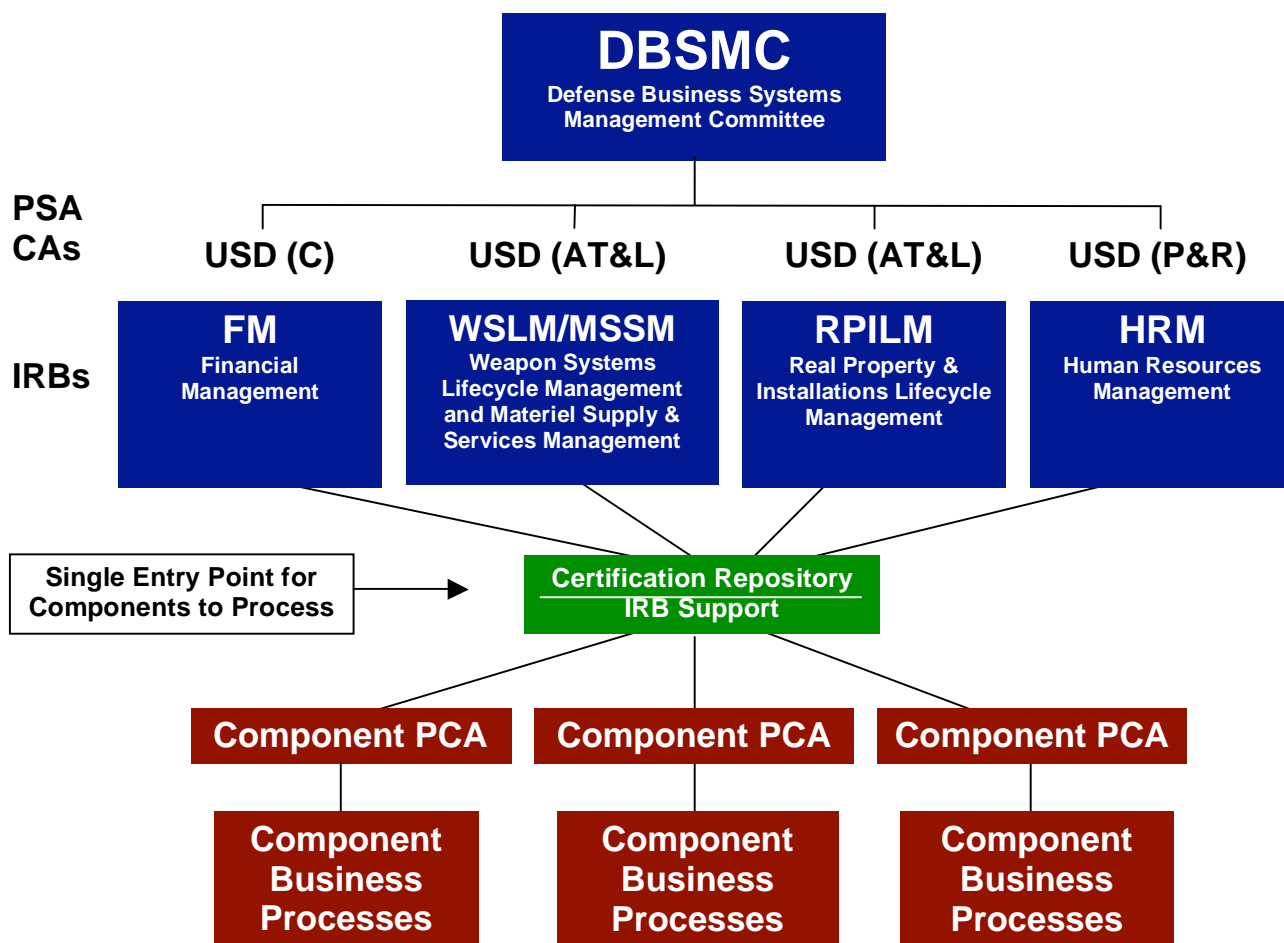 DBSMC
Defense Business Systems
Management Committee
PSA
CAs
USD (C)
USD (AT&L)
USD (AT&L)
USD (P&R)
IRBs
FM
Financial
Management
WSLM/MSSM
Weapon Systems
Lifecycle Management
and Materiel Supply &
Services Management
RPILM
Real Property &
Installations Lifecycle
Management
HRM
Human Resources
Management
Single Entry Point for
Components to Process
Certification Repository
IRB Support
Component PCA
Component PCA
Component PCA
Component
Business
Processes
Component
Business
Processes
Component
Business
Processes